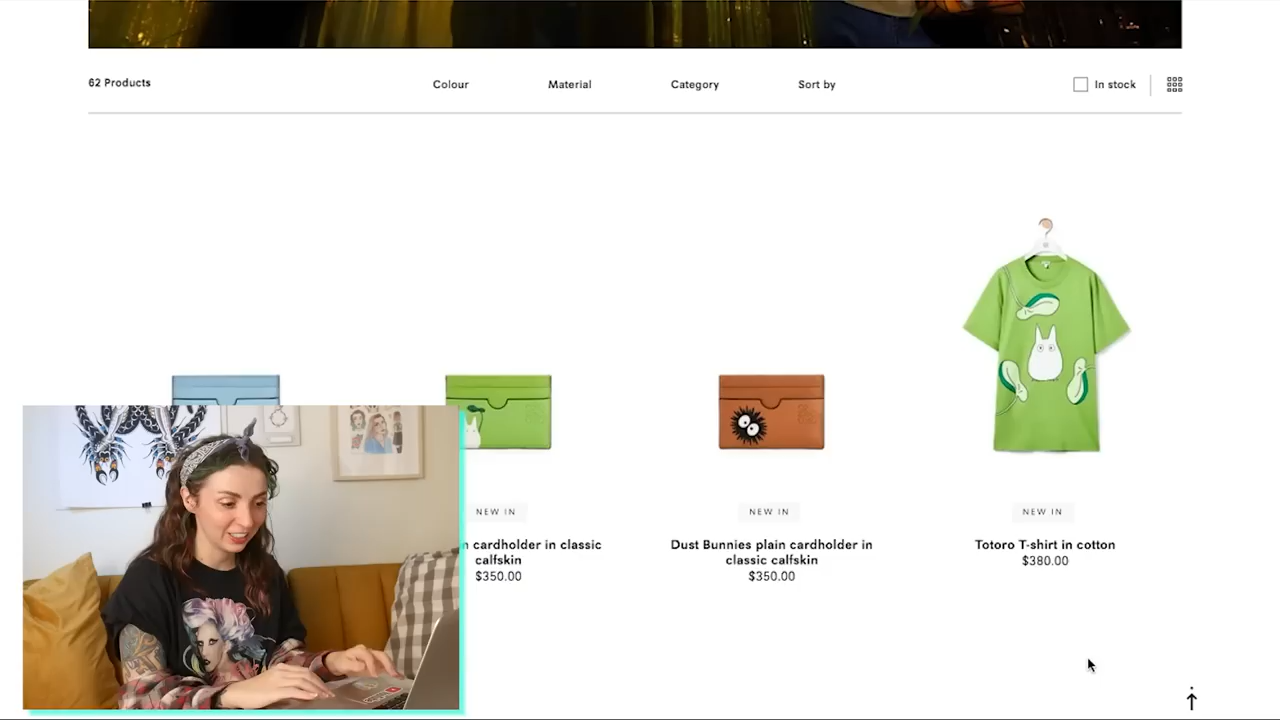 62 Products
Colour
Material
Category
Sort by
In stock
NEW IN
cardholder in classic
calfskin
$350.00
NEW IN
Dust Bunnies plain cardholder in
classic calfskin
$350.00
NEW IN
Totoro T-shirt in cotton
$380.00